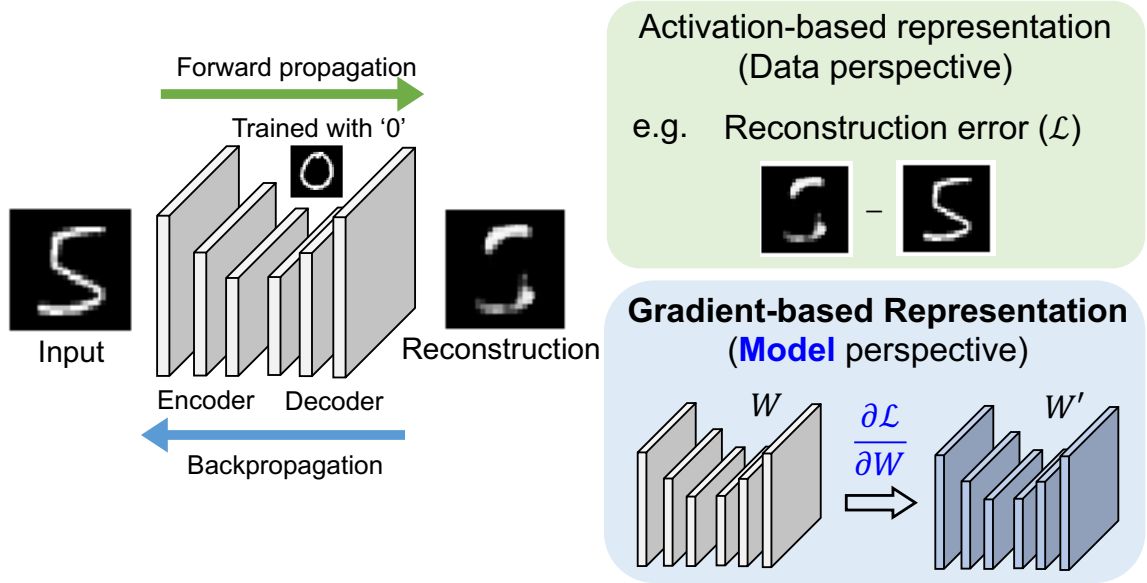 Forward propagation
Trained with ‘0’
Input
Reconstruction
Encoder
Decoder
Backpropagation
Activation-based representation
(Data perspective)
e.g. Reconstruction error (ℒ)
−
Gradient-based Representation
(Model perspective)
W
∂ℒ
∂W
W′